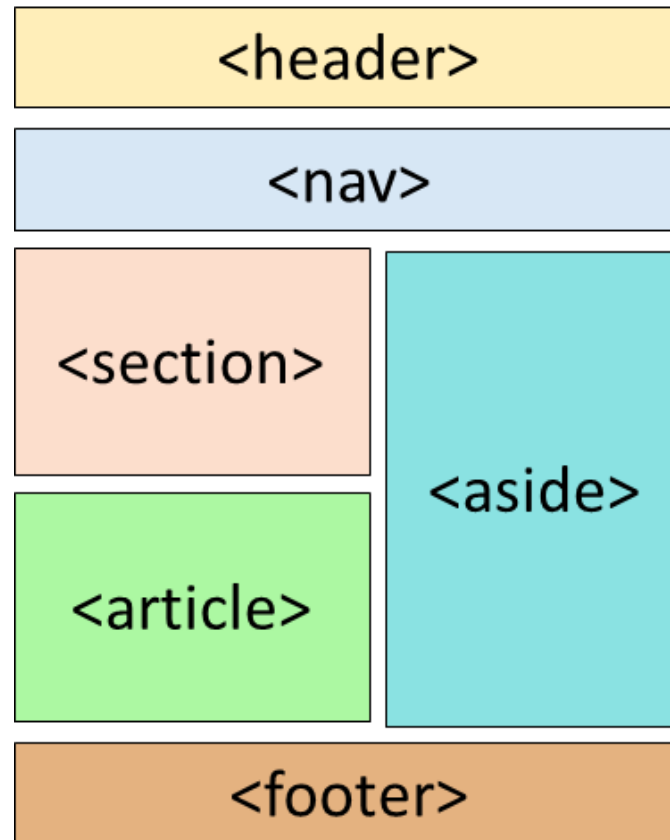 <header>
<nav>
<section>
<article>
<aside>
<footer>